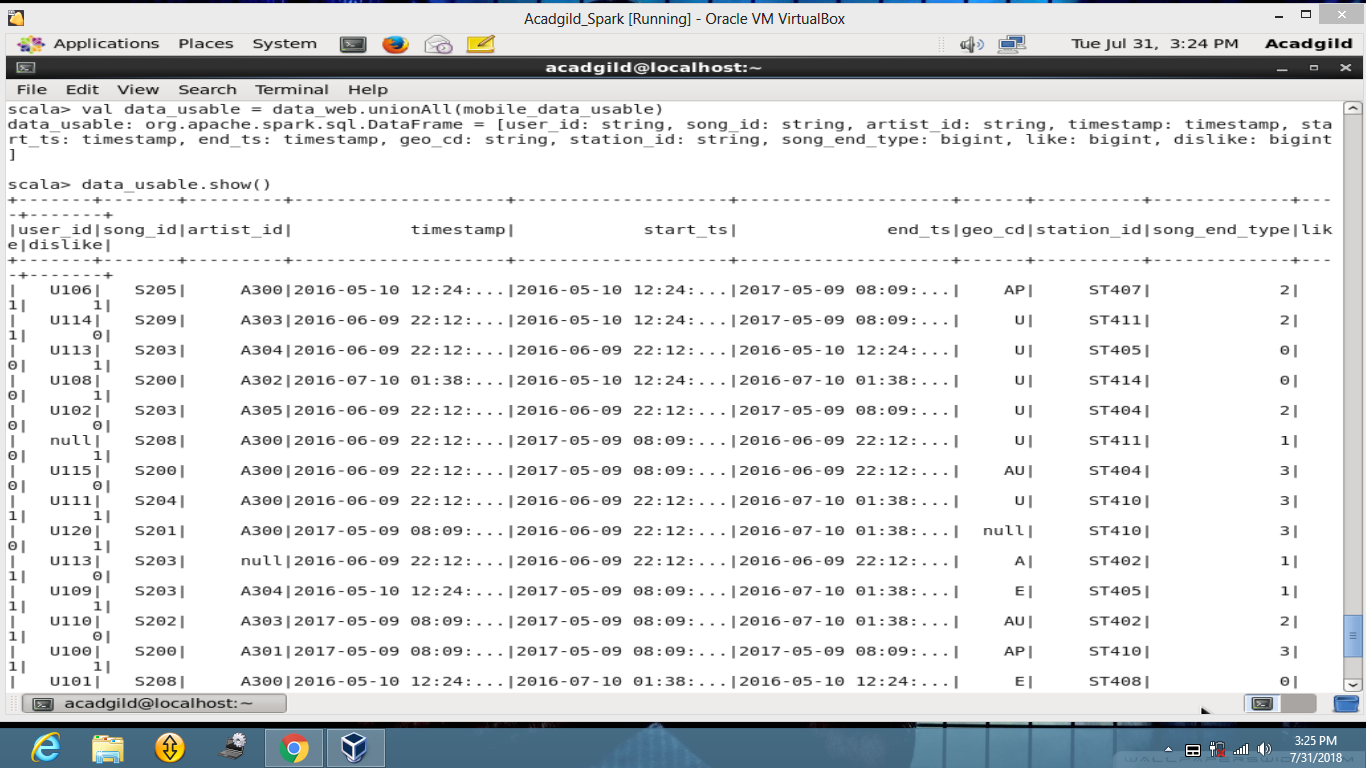 Acadgild_Spark [Running] - Oracle VM VirtualBox
Applications Places System Tue Jul 31, 3:24 PM Acadgild
acadgild@localhost:~
File Edit View Search Terminal Help
scala> val data_usable = data_web.unionAll(mobile_data_usable)
data_usable: org.apache.spark.sql.DataFrame = [user_id: string, song_id: string, artist_id: string, timestamp: timestamp, sta
rt_ts: timestamp, end_ts: timestamp, geo_cd: string, station_id: string, song_end_type: bigint, like: bigint, dislike: bigint
]
scala> data_usable.show()
+-------+-------+---------+--------------------+--------------------+--------------------+------+----------+-------------+---
-+-------+
|user_id|song_id|artist_id|           timestamp|            start_ts|              end_ts|geo_cd|station_id|song_end_type|lik
e|dislike|
+-------+-------+---------+--------------------+--------------------+--------------------+------+----------+-------------+---
-+-------+
|   U106|   S205|     A300|2016-05-10 12:24:...|2016-05-10 12:24:...|2017-05-09 08:09:...|    AP|     ST407|            2|
1|      1|
|   U114|   S209|     A303|2016-06-09 22:12:...|2016-05-10 12:24:...|2017-05-09 08:09:...|     U|     ST411|            2|
1|      0|
|   U113|   S203|     A304|2016-06-09 22:12:...|2016-06-09 22:12:...|2016-05-10 12:24:...|     U|     ST405|            0|
0|      1|
|   U108|   S200|     A302|2016-07-10 01:38:...|2016-05-10 12:24:...|2016-07-10 01:38:...|     U|     ST414|            0|
0|      1|
|   U102|   S203|     A305|2016-06-09 22:12:...|2016-06-09 22:12:...|2017-05-09 08:09:...|     U|     ST404|            2|
0|      0|
|   null|   S208|     A300|2016-06-09 22:12:...|2017-05-09 08:09:...|2016-06-09 22:12:...|     U|     ST411|            1|
0|      1|
|   U115|   S200|     A300|2016-06-09 22:12:...|2017-05-09 08:09:...|2016-06-09 22:12:...|    AU|     ST404|            3|
0|      0|
|   U111|   S204|     A300|2016-06-09 22:12:...|2017-05-09 08:09:...|2016-07-10 01:38:...|     U|     ST410|            3|
1|      1|
|   U120|   S201|     A300|2017-05-09 08:09:...|2016-06-09 22:12:...|2016-07-10 01:38:...|  null|     ST410|            3|
0|      1|
|   U113|   S203|     null|2016-06-09 22:12:...|2016-06-09 22:12:...|2016-06-09 22:12:...|     A|     ST402|            1|
1|      0|
|   U109|   S203|     A304|2016-05-10 12:24:...|2017-05-09 08:09:...|2016-07-10 01:38:...|     E|     ST405|            1|
1|      1|
|   U110|   S202|     A303|2017-05-09 08:09:...|2017-05-09 08:09:...|2016-07-10 01:38:...|    AU|     ST402|            2|
1|      0|
|   U100|   S200|     A301|2017-05-09 08:09:...|2017-05-09 08:09:...|2017-05-09 08:09:...|    AP|     ST410|            3|
1|      1|
|   U101|   S208|     A300|2016-05-10 12:24:...|2016-07-10 01:38:...|2016-05-10 12:24:...|     E|     ST408|            0|
acadgild@localhost:~
3:25 PM
7/31/2018